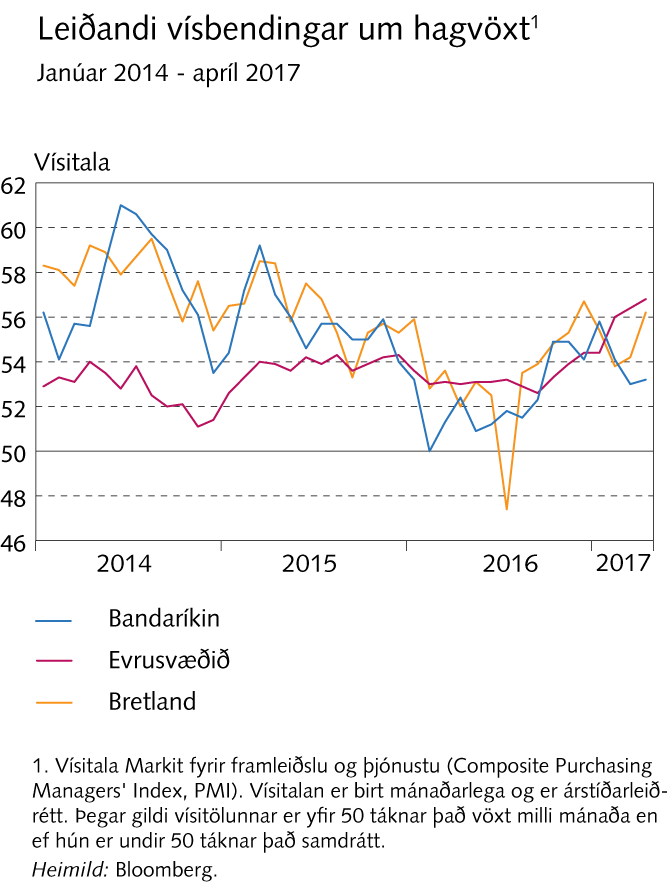 Leiðandi vísbendingar um hagvöxt¹
Janúar 2014 - apríl 2017
Vísitala
62
60
58
56
54
52
50
48
46
2014 2015 2016 2017
Bandaríkin
Evrusvæðið
Bretland
1. Vísitala Markit fyrir framleiðslu og þjónustu (Composite Purchasing
Managers' Index, PMI). Vísitalan er birt mánaðarlega og er árstíðarleið-
rétt. Þegar gildi vísitölunnar er yfir 50 táknar það vöxt milli mánaða en
ef hún er undir 50 táknar það samdrátt.
Heimild: Bloomberg.